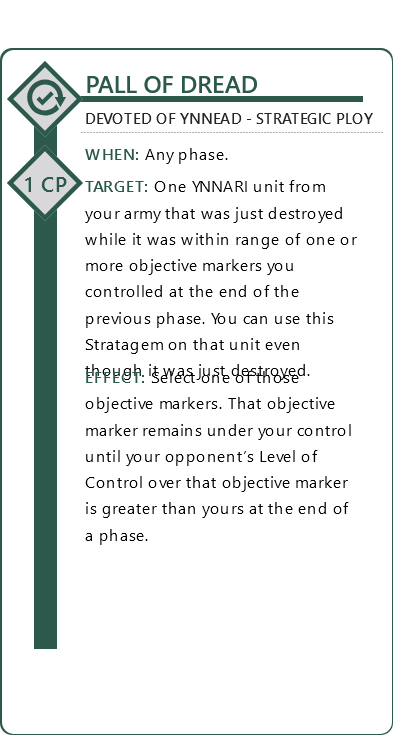 PALL OF DREAD
DEVOTED OF YNNEAD - STRATEGIC PLOY
WHEN: Any phase.
1 CP
TARGET: One YNNARI unit from
your army that was just destroyed
while it was within range of one or
more objective markers you
controlled at the end of the
previous phase. You can use this
Stratagem on that unit even
though it was just destroyed.
EFFECT: Select one of those
objective markers. That objective
marker remains under your control
until your opponent's Level of
Control over that objective marker
is greater than yours at the end of
a phase.